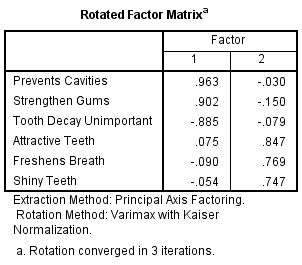 Rotated Factor Matrixa
Factor
1 2
Prevents Cavities .963 -.030
Strengthen Gums .902 -.150
Tooth Decay Unimportant -.885 -.079
Attractive Teeth .075 .847
Freshens Breath -.090 .769
Shiny Teeth -.054 .747
Extraction Method: Principal Axis Factoring.
Rotation Method: Varimax with Kaiser
Normalization.
a. Rotation converged in 3 iterations.